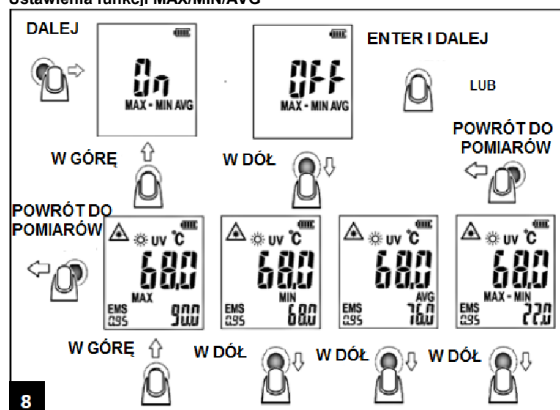 Ustawienia funkcji MAX/MIN/AVG
DALEJ
On
MAX - MIN AVG
OFF
MAX - MIN AVG
ENTER I DALEJ
LUB
W GÓRĘ
W DÓŁ
POWRÓT DO
POMIARÓW
POWRÓT DO
POMIARÓW
UV °C
68.0
MAX
EMS
0.95
90.0
UV °C
68.0
MIN
EMS
0.95
68.0
UV °C
68.0
AVG
EMS
0.95
76.0
UV °C
68.0
MAX - MIN
EMS
0.95
22.0
W GÓRĘ
W DÓŁ
W DÓŁ
W DÓŁ
8